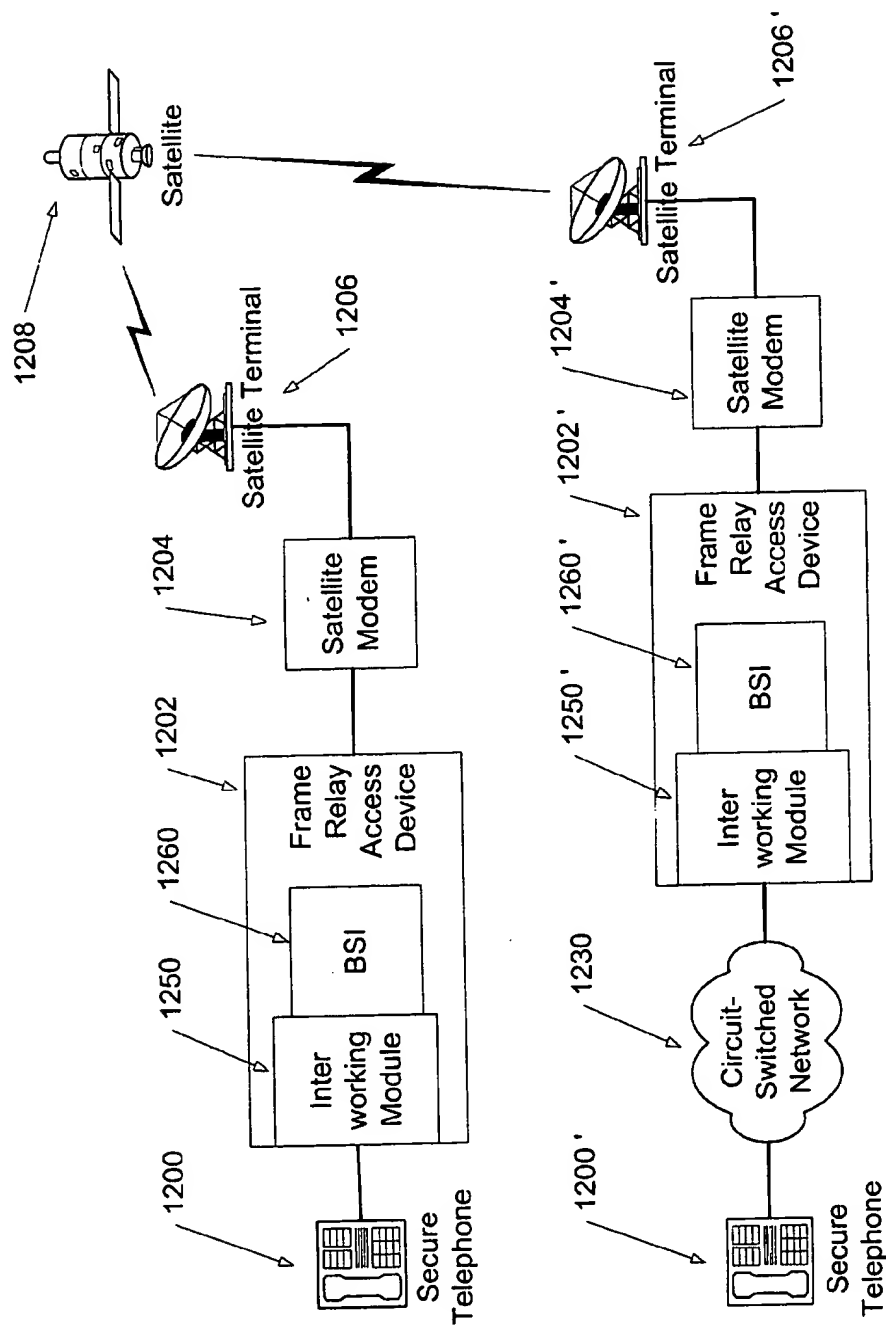 1208
Satellite
1206
Satellite Terminal
1204
Satellite
Modem
1202
Frame
Relay
Access
Device
1260
BSI
1250
Inter
working
Module
1200
Secure
Telephone
1206'
Satellite Terminal
1204'
Satellite
Modem
1202'
Frame
Relay
Access
Device
1260'
BSI
1250'
Inter
working
Module
1230
Circuit-
Switched
Network
1200'
Secure
Telephone